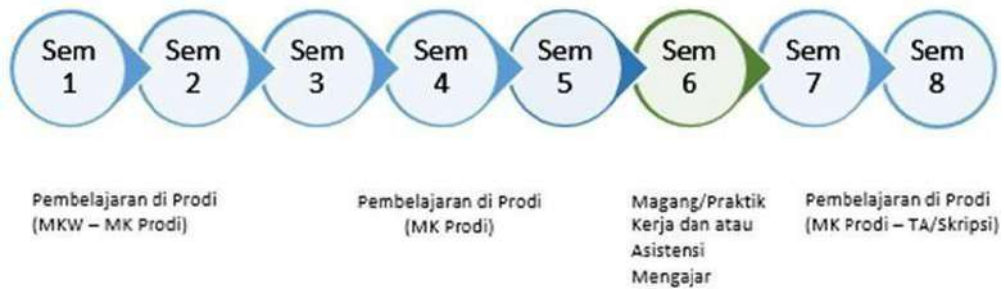 Sem
1
Sem
2
Sem
3
Sem
4
Sem
5
Sem
6
Sem
7
Sem
8
Pembelajaran di Prodi
(MKW – MK Prodi)
Pembelajaran di Prodi
(MK Prodi)
Magang/Praktik
Kerja dan atau
Asistensi
Mengajar
Pembelajaran di Prodi
(MK Prodi – TA/Skripsi)